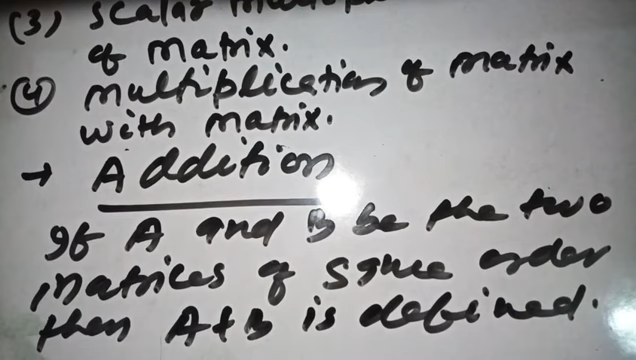 (3) Scalar
of matrix.
(4) multiplication of matrix
with matrix.
→ Addition
If A and B be the two
matrices of same order
then A+B is defined.